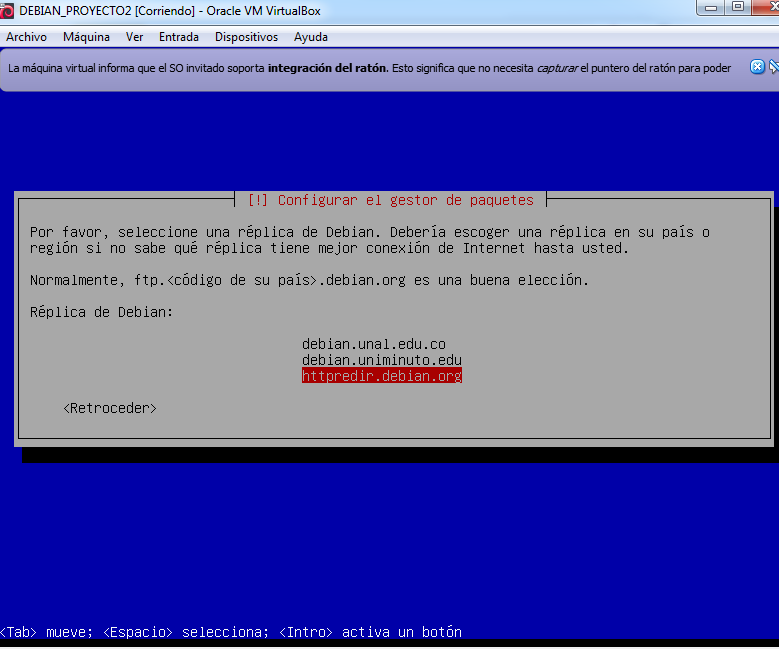 DEBIAN_PROYECTO2 [Corriendo] - Oracle VM VirtualBox
Archivo Máquina Ver Entrada Dispositivos Ayuda
La máquina virtual informa que el SO invitado soporta integración del ratón. Esto significa que no necesita capturar el puntero del ratón para poder
[!] Configurar el gestor de paquetes
Por favor, seleccione una réplica de Debian. Debería escoger una réplica en su país o
región si no sabe qué réplica tiene mejor conexión de Internet hasta usted.
Normalmente, ftp.<código de su país>.debian.org es una buena elección.
Réplica de Debian:
debian.unal.edu.co
debian.uniminuto.edu
httpredir.debian.org
<Retroceder>
<Tab> mueve; <Espacio> selecciona; <Intro> activa un botón